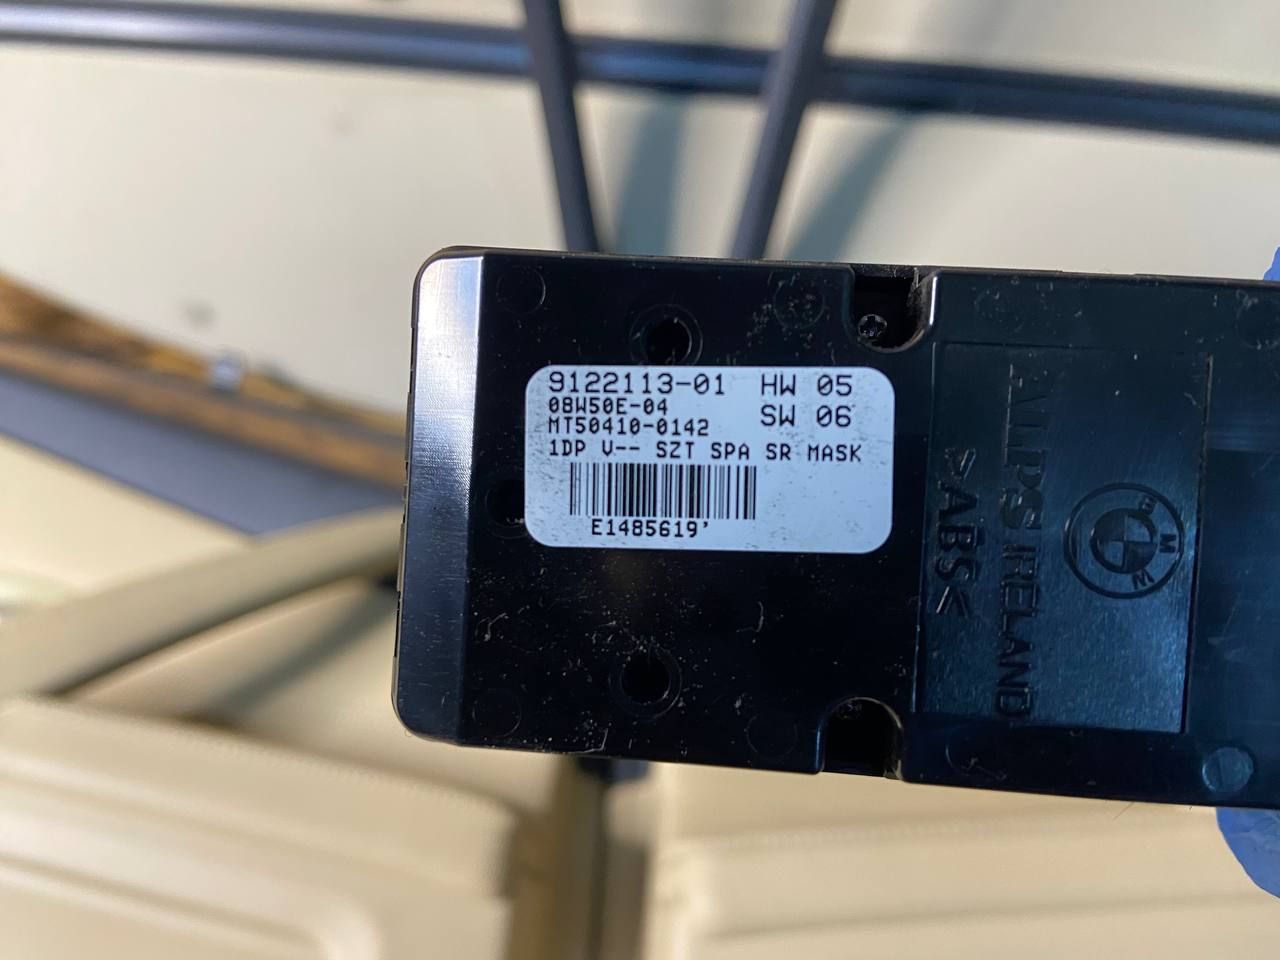 9122113-01 HW 05
08W50E-04
SW 06
MT50410-0142
1DP V-- SZT SPA SR MASK
E1485619'
ALPS IRELAND
>ABS<
BMW